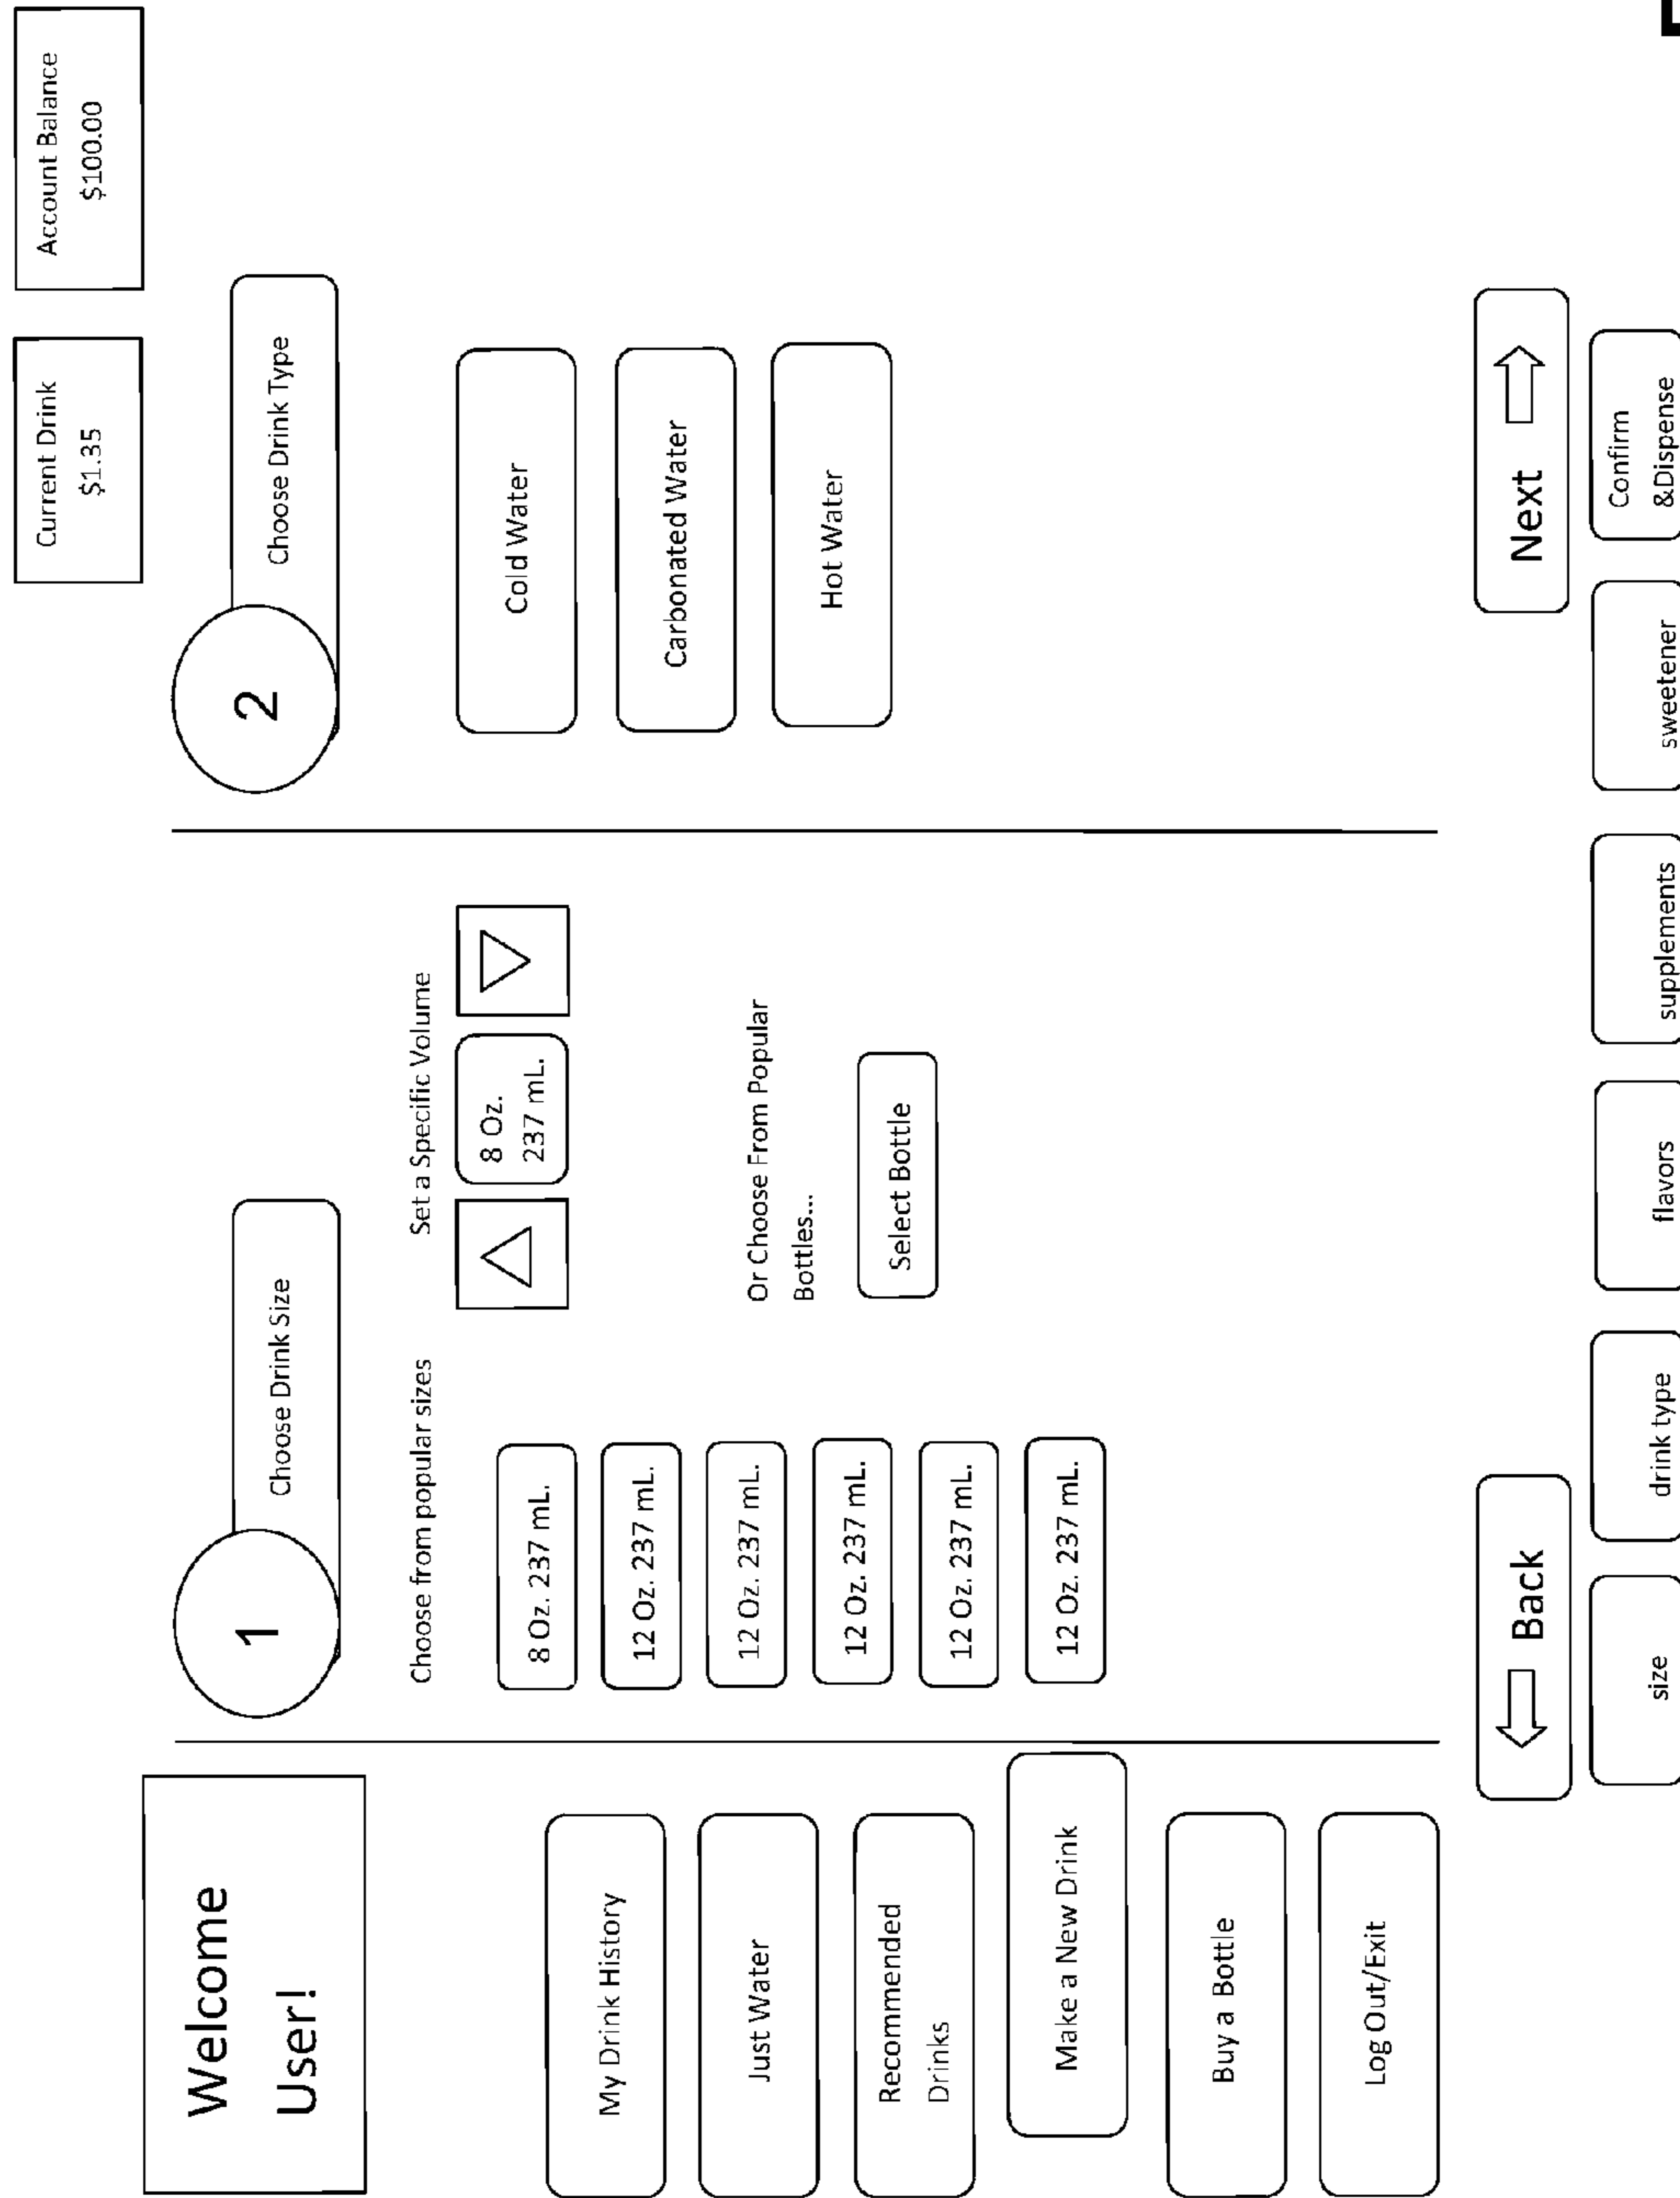 Current Drink
$1.35
Account Balance
$100.00
Welcome
User!
My Drink History
Just Water
Recommended
Drinks
Make a New Drink
Buy a Bottle
Log Out/Exit
1
Choose Drink Size
Choose from popular sizes
8 Oz. 237 mL.
12 Oz. 237 mL.
12 Oz. 237 mL.
12 Oz. 237 mL.
12 Oz. 237 mL.
12 Oz. 237 mL.
Set a Specific Volume
8 Oz.
237 mL.
Or Choose From Popular
Bottles...
Select Bottle
2
Choose Drink Type
Cold Water
Carbonated Water
Hot Water
Back
Next
size
drink type
flavors
supplements
sweetener
Confirm
&Dispense